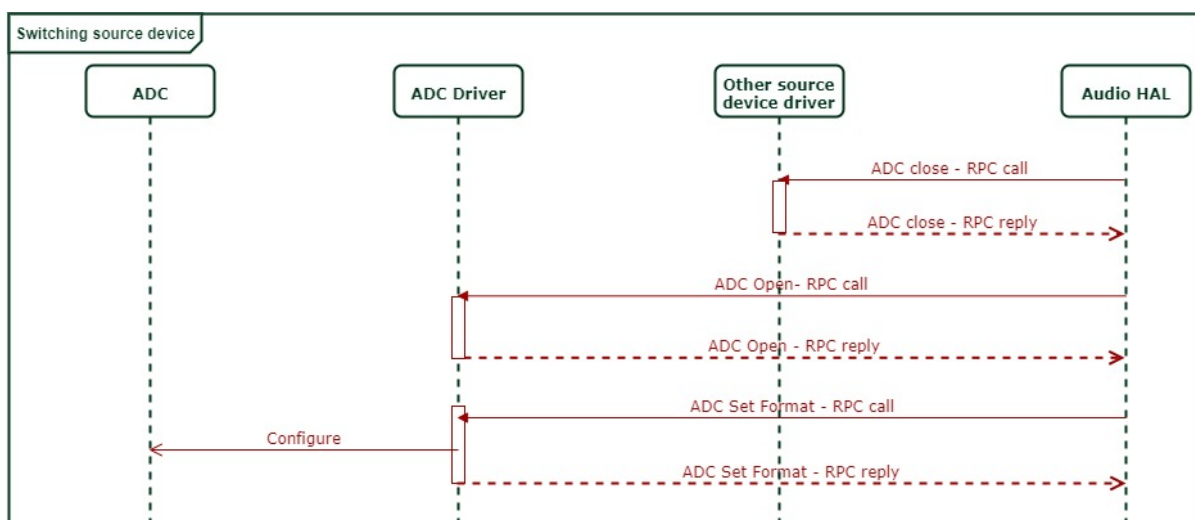 Switching source device
ADC
ADC Driver
Other source
device driver
Audio HAL
ADC close - RPC call
ADC close - RPC reply
ADC Open- RPC call
ADC Open - RPC reply
ADC Set Format - RPC call
Configure
ADC Set Format - RPC reply